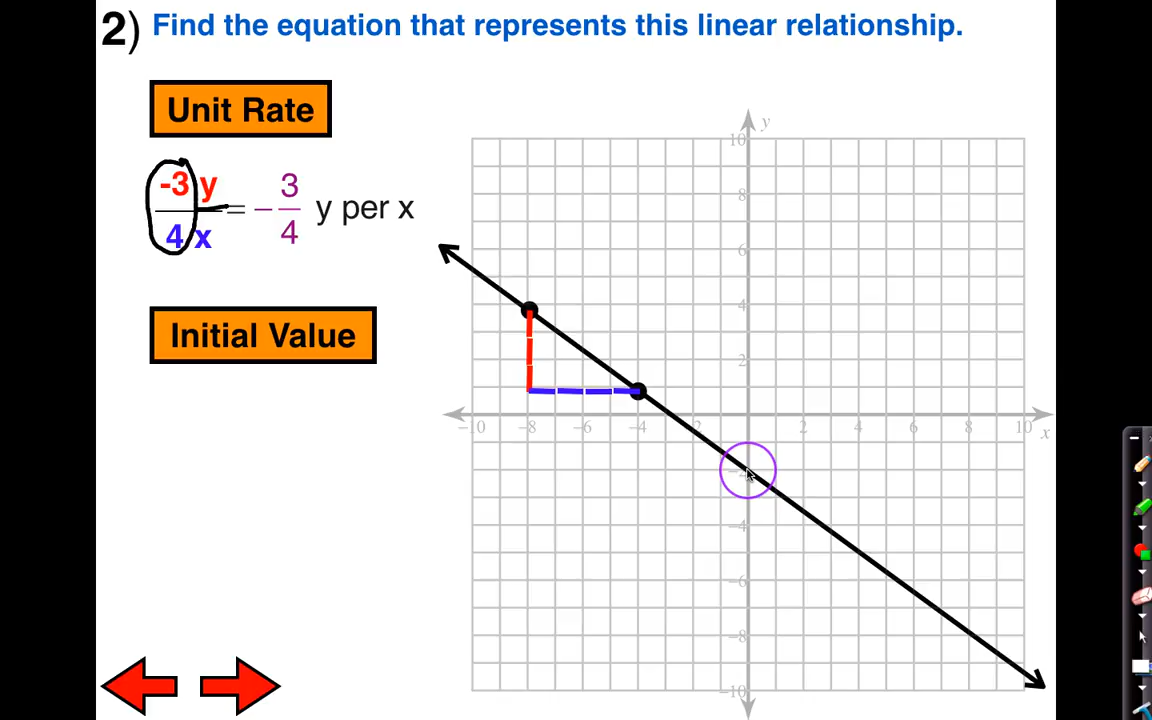 2) Find the equation that represents this linear relationship.
Unit Rate
-3 y
4 x
= - 3/4 y per x
Initial Value
y
10
8
6
4
2
-10 -8 -6 -4 2 4 6 8 10 x
-4
-6
-8
-10